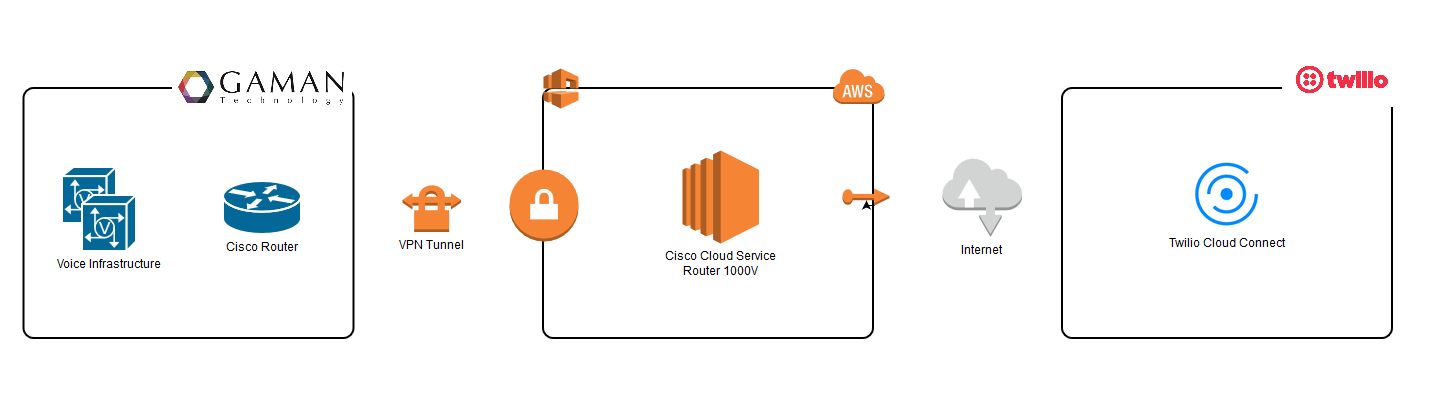 GAMAN
Technology
Voice Infrastructure
V
Cisco Router
VPN Tunnel
AWS
Cisco Cloud Service
Router 1000V
Internet
twilio
Twilio Cloud Connect